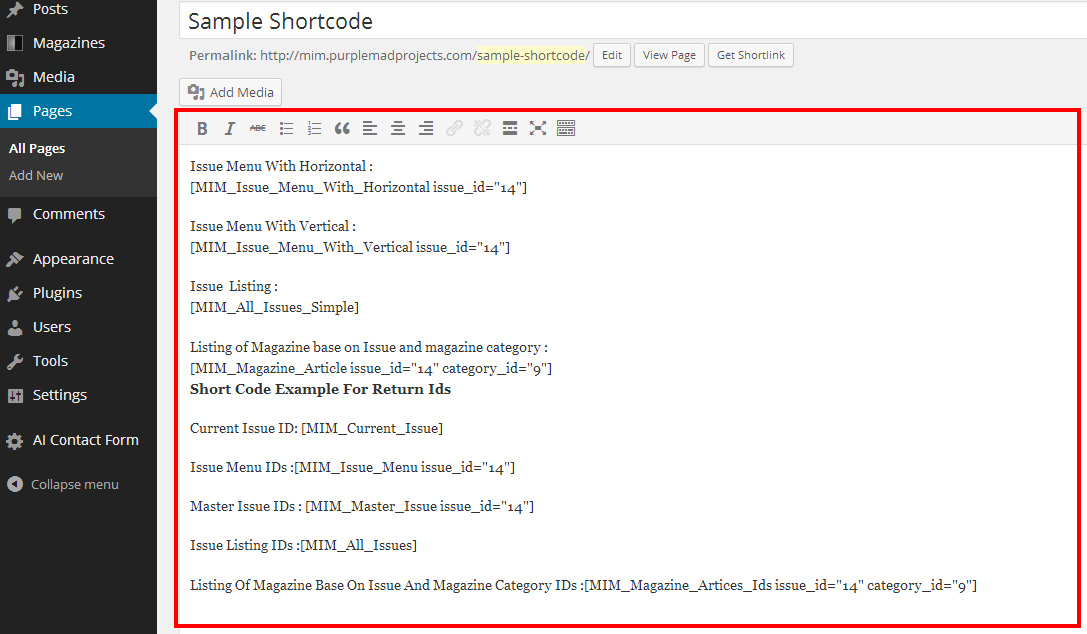 Posts
Magazines
Media
Pages
All Pages
Add New
Comments
Appearance
Plugins
Users
Tools
Settings
AI Contact Form
Collapse menu
Sample Shortcode
Permalink: http://mim.purplemadprojects.com/sample-shortcode/ Edit View Page Get Shortlink
Add Media
B I ABC
Issue Menu With Horizontal :
[MIM_Issue_Menu_With_Horizontal issue_id="14"]
Issue Menu With Vertical :
[MIM_Issue_Menu_With_Vertical issue_id="14"]
Issue  Listing :
[MIM_All_Issues_Simple]
Listing of Magazine base on Issue and magazine category :
[MIM_Magazine_Article issue_id="14" category_id="9"]
Short Code Example For Return Ids
Current Issue ID: [MIM_Current_Issue]
Issue Menu IDs :[MIM_Issue_Menu issue_id="14"]
Master Issue IDs : [MIM_Master_Issue issue_id="14"]
Issue Listing IDs :[MIM_All_Issues]
Listing Of Magazine Base On Issue And Magazine Category IDs :[MIM_Magazine_Artices_Ids issue_id="14" category_id="9"]